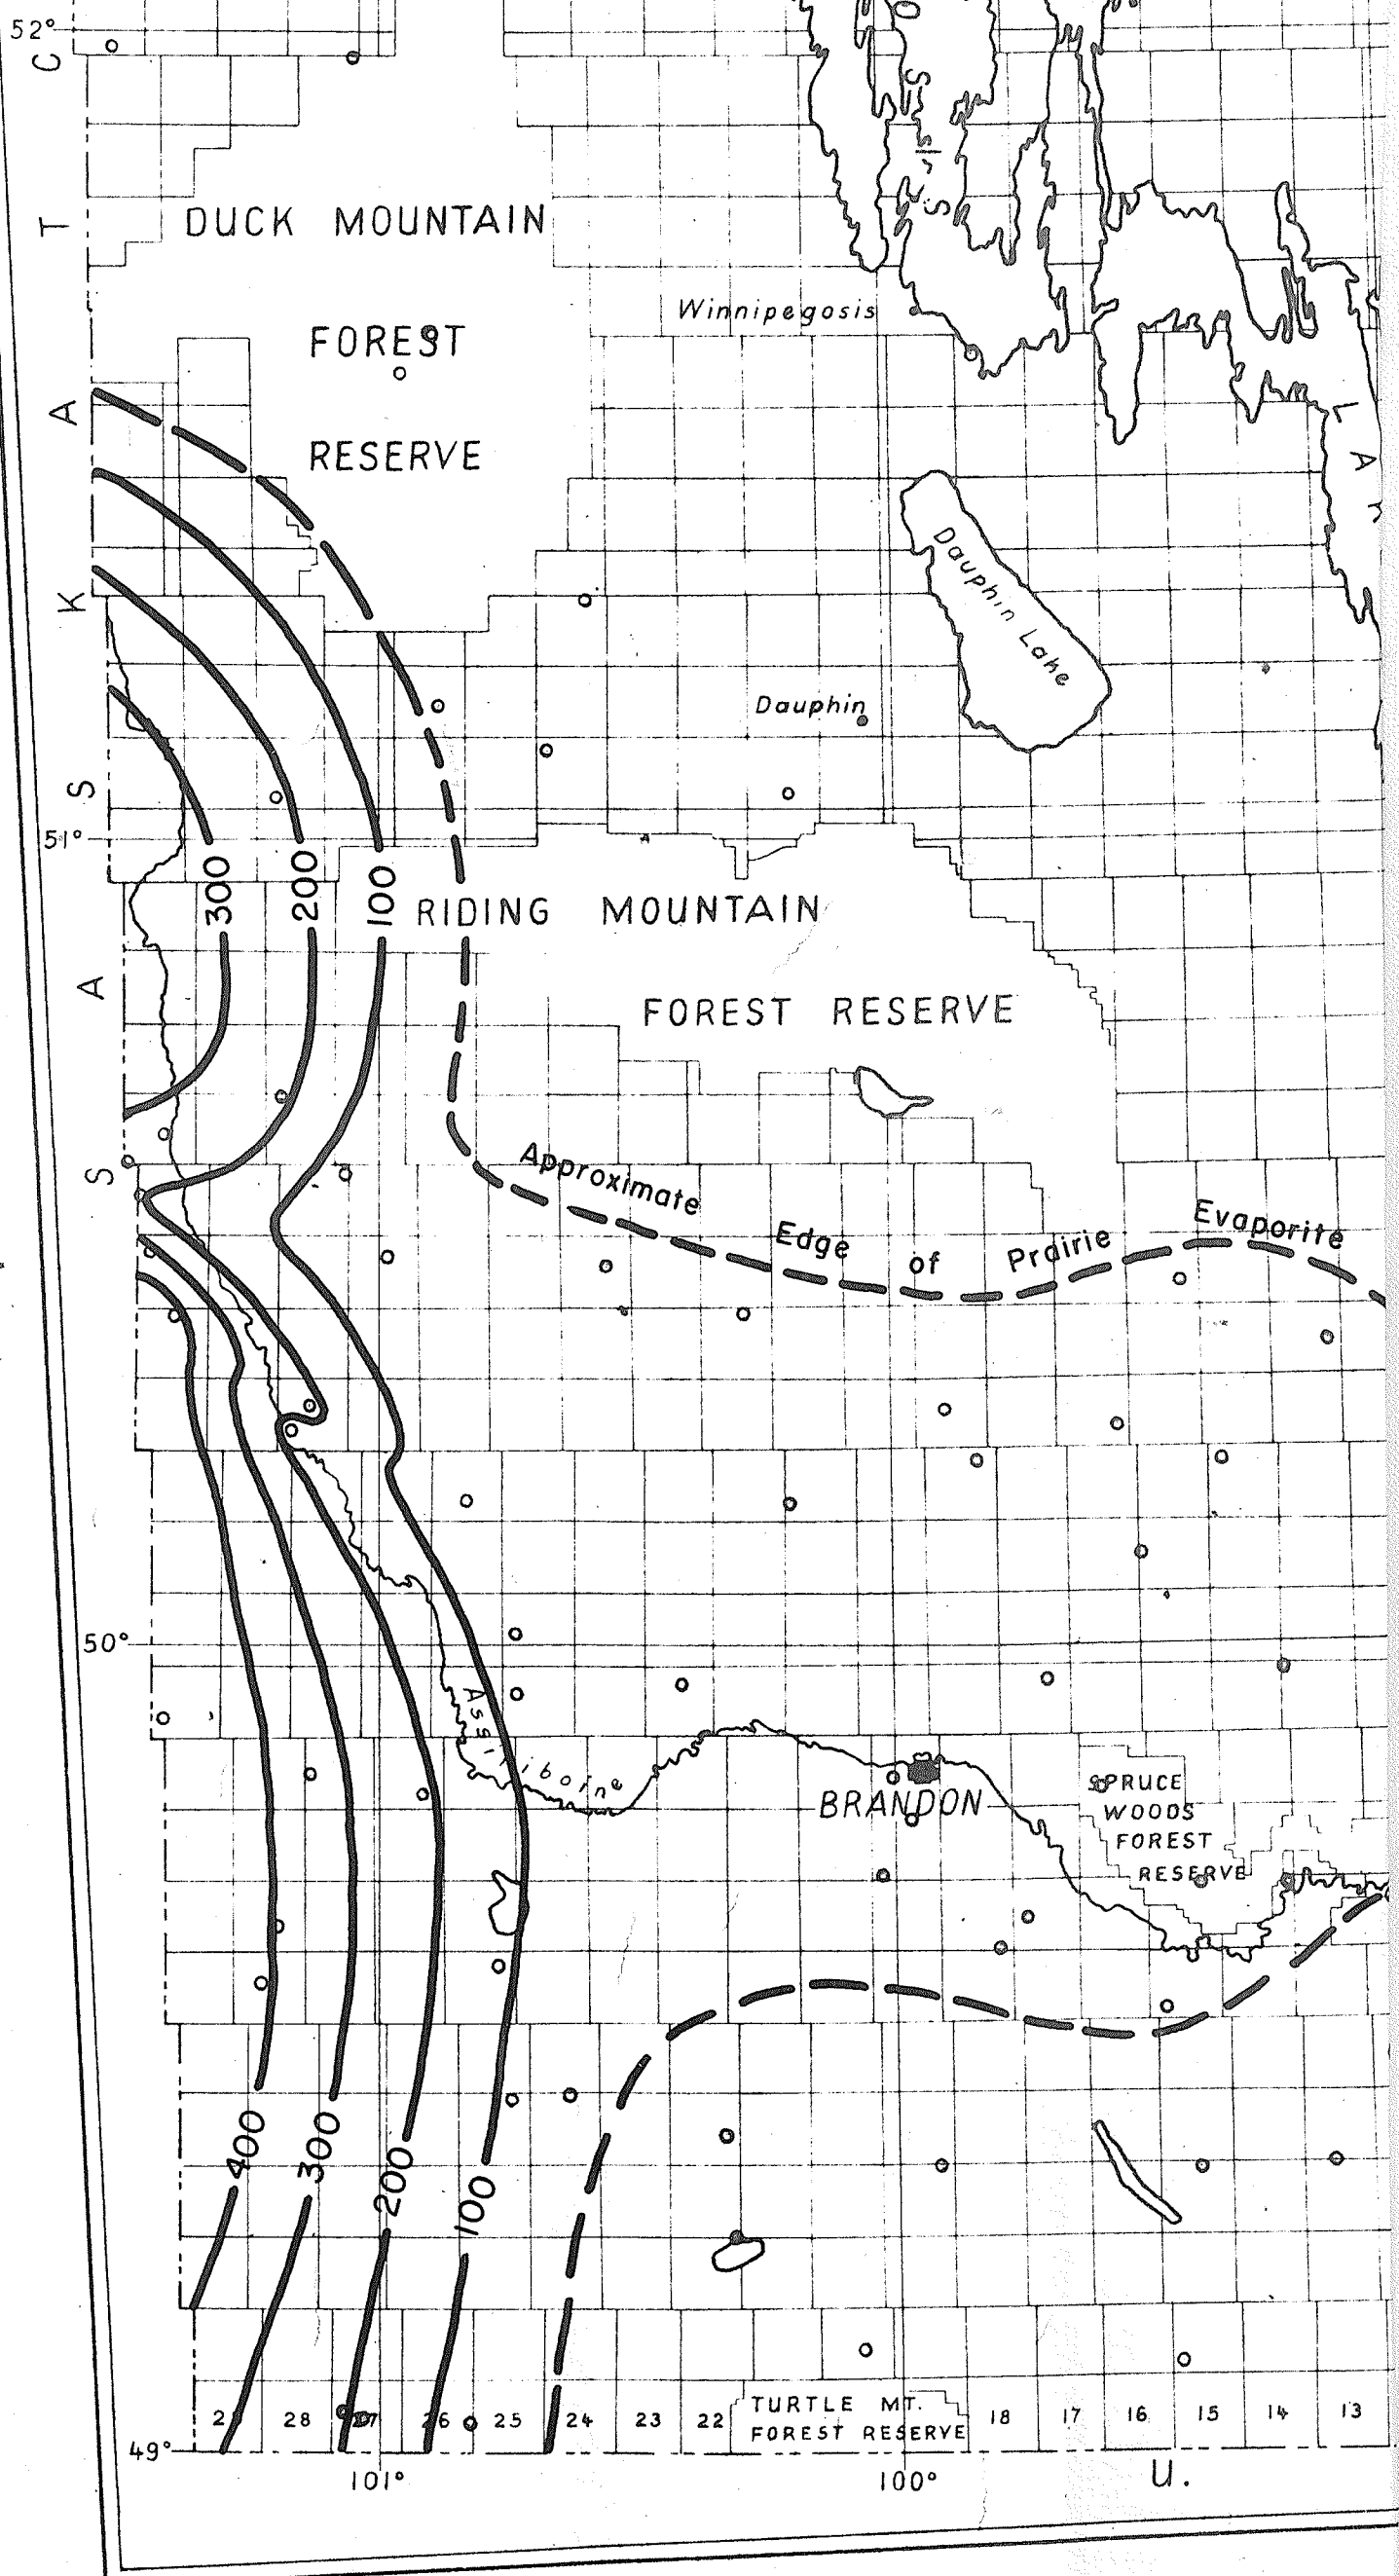 52°
C
T
A
K
S
A
S
DUCK MOUNTAIN
FOREST
RESERVE
Winnipegosis
L
A
Dauphin Lake
Dauphin
51°
300
200
100
RIDING MOUNTAIN
FOREST RESERVE
Approximate Edge of Prairie Evaporite
50°
Assiniboine
BRANDON
SPRUCE
WOODS
FOREST
RESERVE
400
300
200
100
28 27 26 25 24 23 22 18 17 16 15 14 13
TURTLE MT.
FOREST RESERVE
49°
101°
100°
U.